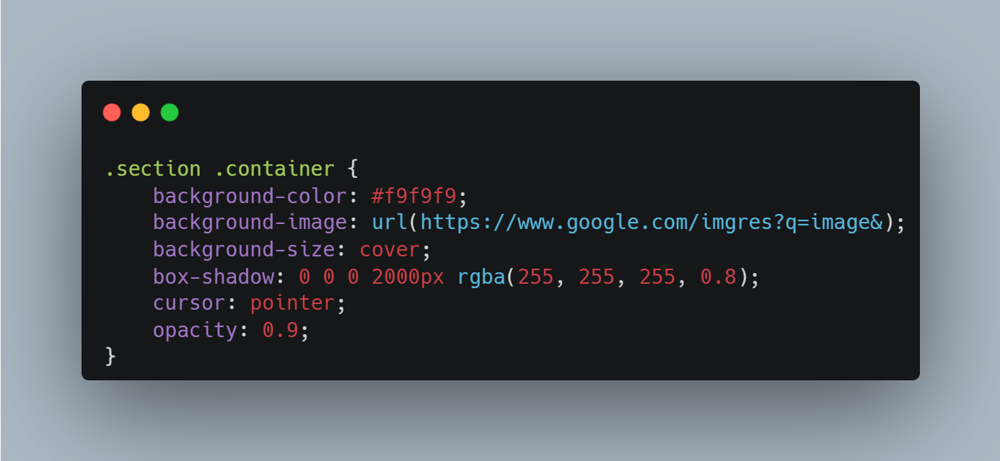 .section .container {
    background-color: #f9f9f9;
    background-image: url(https://www.google.com/imgres?q=image&);
    background-size: cover;
    box-shadow: 0 0 0 2000px rgba(255, 255, 255, 0.8);
    cursor: pointer;
    opacity: 0.9;
}